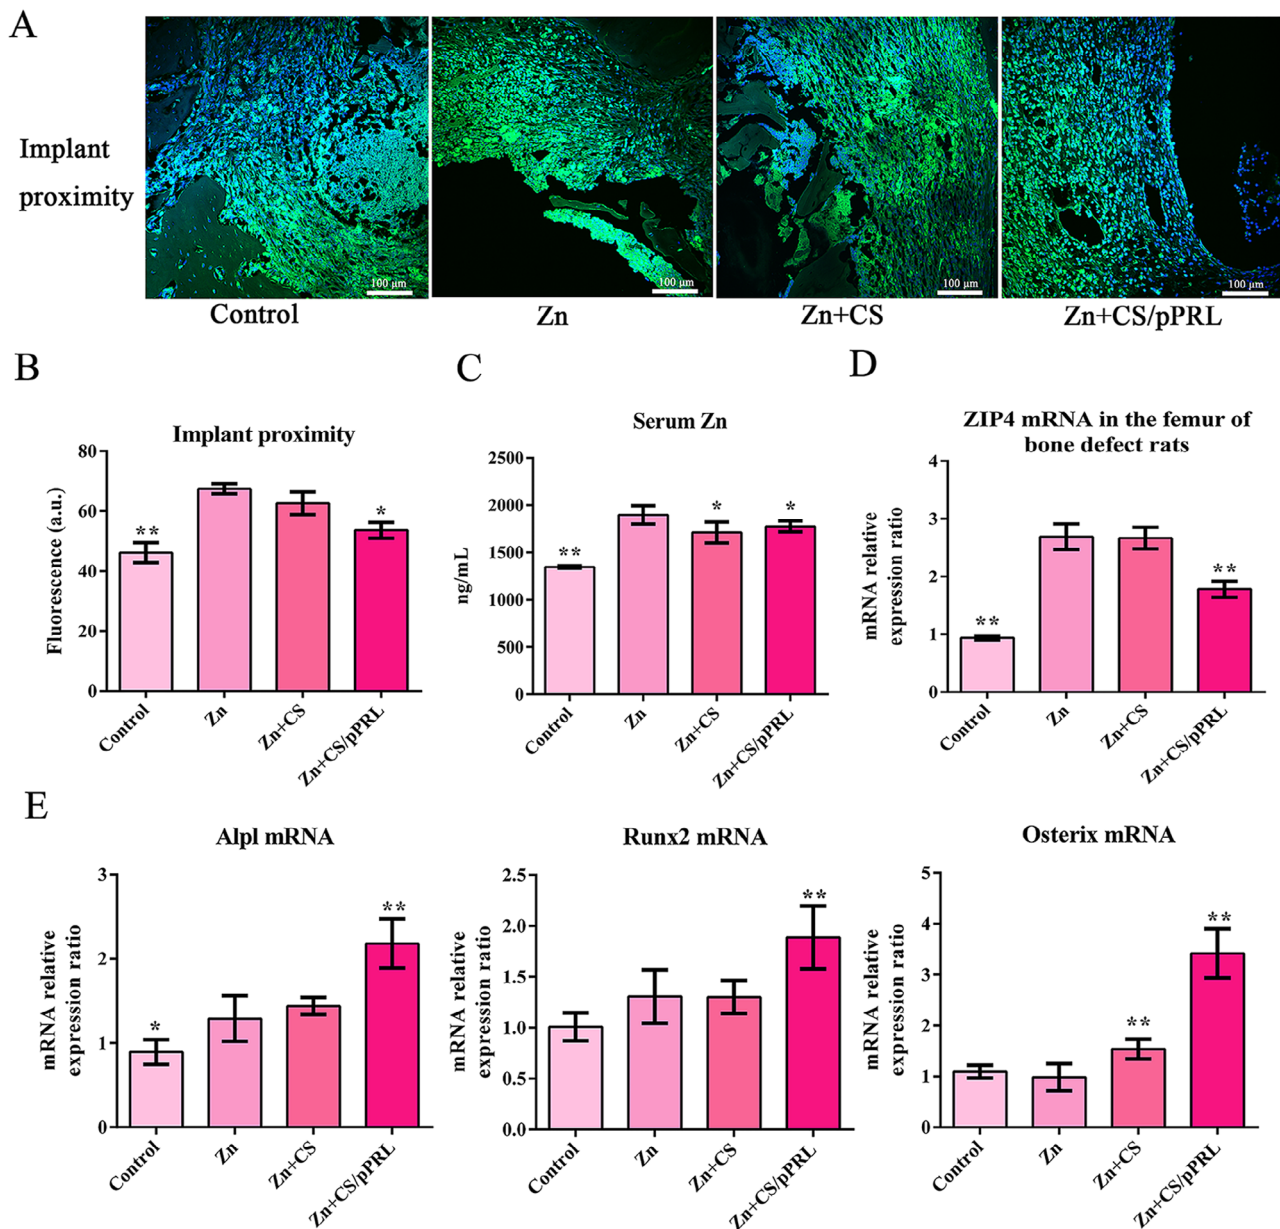 A
Implant
proximity
100 µm
100 µm
100 µm
100 µm
Control
Zn
Zn+CS
Zn+CS/pPRL
B
Implant proximity
Fluorescence (a.u.)
80
60
40
20
0
**
*
Control
Zn
Zn+CS
Zn+CS/pPRL
C
Serum Zn
ng/mL
2500
2000
1500
1000
500
0
**
*
*
Control
Zn
Zn+CS
Zn+CS/pPRL
D
ZIP4 mRNA in the femur of
bone defect rats
mRNA relative
expression ratio
4
3
2
1
0
**
**
Control
Zn
Zn+CS
Zn+CS/pPRL
E
Alpl mRNA
mRNA relative
expression ratio
3
2
1
0
*
**
Control
Zn
Zn+CS
Zn+CS/pPRL
Runx2 mRNA
mRNA relative
expression ratio
2.5
2.0
1.5
1.0
0.5
0.0
**
Control
Zn
Zn+CS
Zn+CS/pPRL
Osterix mRNA
mRNA relative
expression ratio
5
4
3
2
1
0
**
**
Control
Zn
Zn+CS
Zn+CS/pPRL